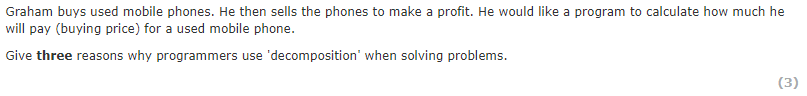 Graham buys used mobile phones. He then sells the phones to make a profit. He would like a program to calculate how much he
will pay (buying price) for a used mobile phone.
Give three reasons why programmers use 'decomposition' when solving problems.
(3)